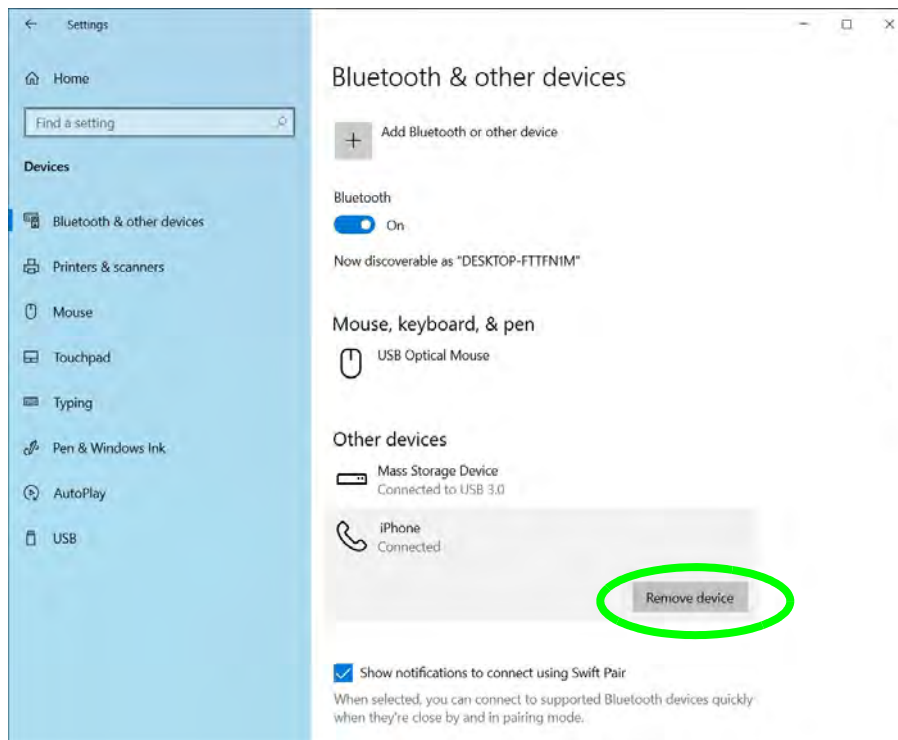 Settings
Home
Find a setting
Devices
Bluetooth & other devices
Printers & scanners
Mouse
Touchpad
Typing
Pen & Windows Ink
AutoPlay
USB
Bluetooth & other devices
Add Bluetooth or other device
Bluetooth
On
Now discoverable as "DESKTOP-FTTFN1M"
Mouse, keyboard, & pen
USB Optical Mouse
Other devices
Mass Storage Device
Connected to USB 3.0
iPhone
Connected
Remove device
Show notifications to connect using Swift Pair
When selected, you can connect to supported Bluetooth devices quickly
when they're close by and in pairing mode.